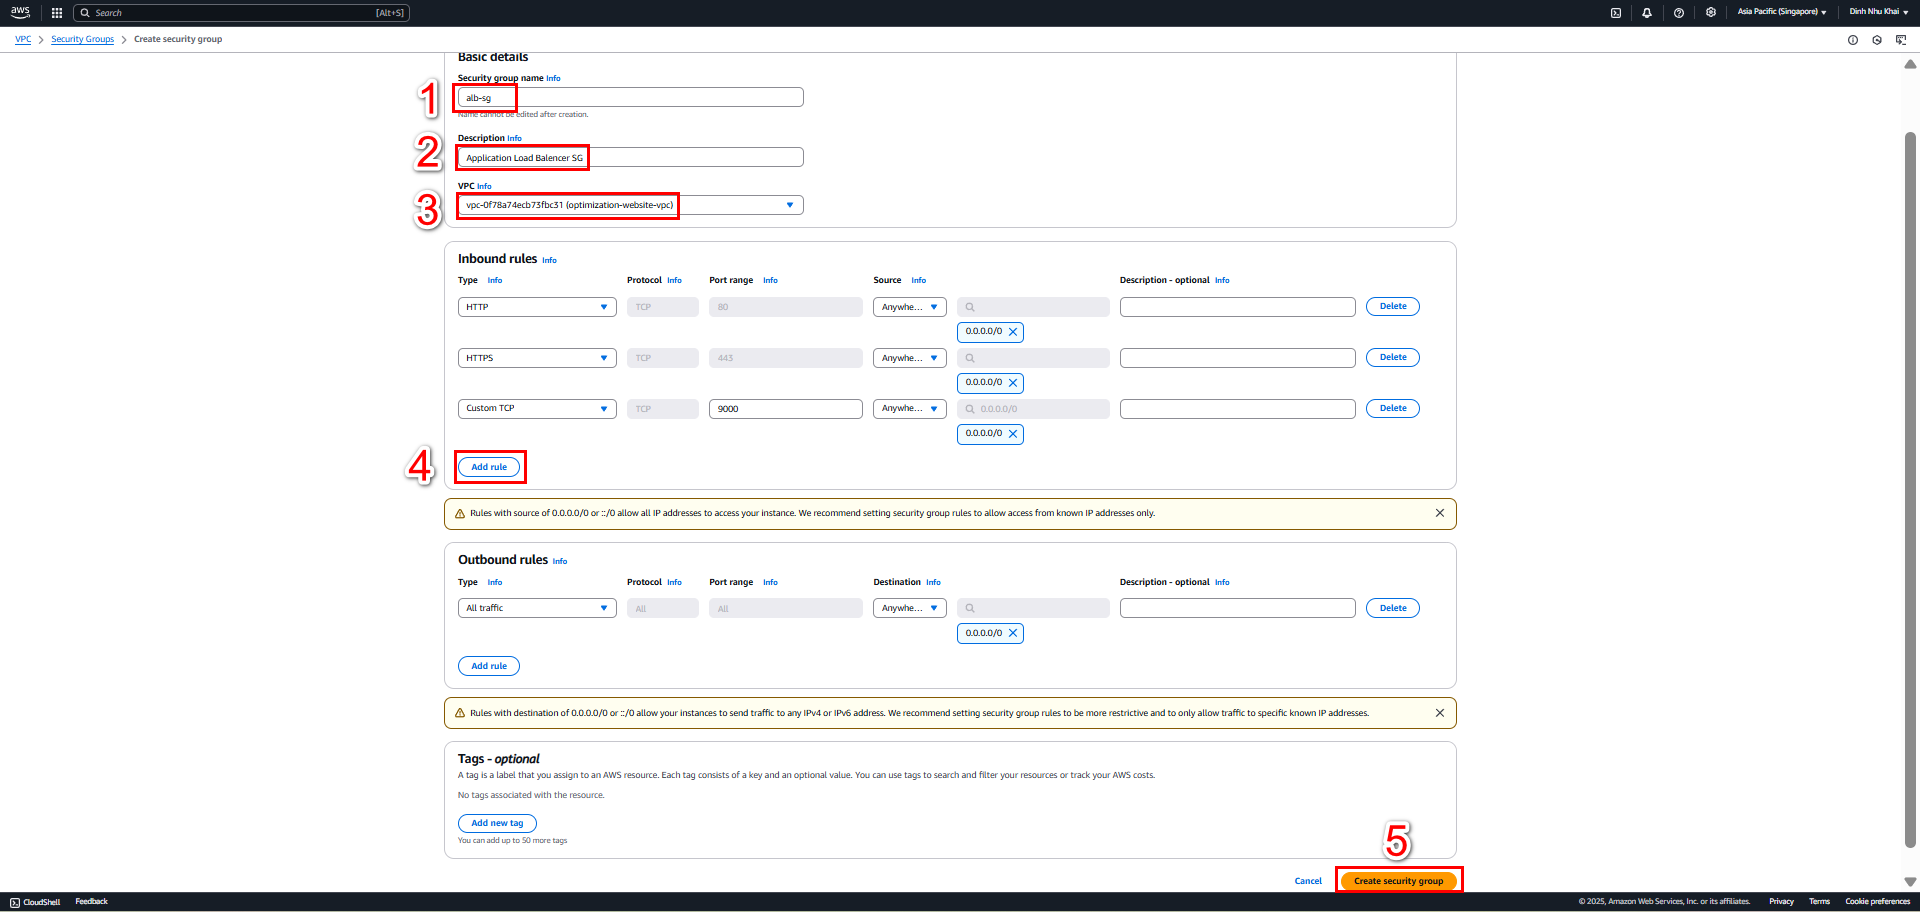 aws Search [Alt+S] Asia Pacific (Singapore) Dinh Nhu Khai
VPC > Security Groups > Create security group
Basic details
Security group name Info
1 alb-sg
Name cannot be edited after creation.
Description Info
2 Application Load Balencer SG
VPC Info
3 vpc-0f78a74ecb73fbc31 (optimization-website-vpc)
Inbound rules Info
Type Info Protocol Info Port range Info Source Info Description - optional Info
HTTP TCP 80 Anywhe... Delete
0.0.0.0/0
HTTPS TCP 443 Anywhe... Delete
0.0.0.0/0
Custom TCP TCP 9000 Anywhe... 0.0.0.0/0 Delete
0.0.0.0/0
4 Add rule
Rules with source of 0.0.0.0/0 or ::/0 allow all IP addresses to access your instance. We recommend setting security group rules to allow access from known IP addresses only.
Outbound rules Info
Type Info Protocol Info Port range Info Destination Info Description - optional Info
All traffic All All Anywhe... Delete
0.0.0.0/0
Add rule
Rules with destination of 0.0.0.0/0 or ::/0 allow your instances to send traffic to any IPv4 or IPv6 address. We recommend setting security group rules to be more restrictive and to only allow traffic to specific known IP addresses.
Tags - optional
A tag is a label that you assign to an AWS resource. Each tag consists of a key and an optional value. You can use tags to search and filter your resources or track your AWS costs.
No tags associated with the resource.
Add new tag
You can add up to 50 more tags
5
Cancel Create security group
CloudShell Feedback © 2025, Amazon Web Services, Inc. or its affiliates. Privacy Terms Cookie preferences